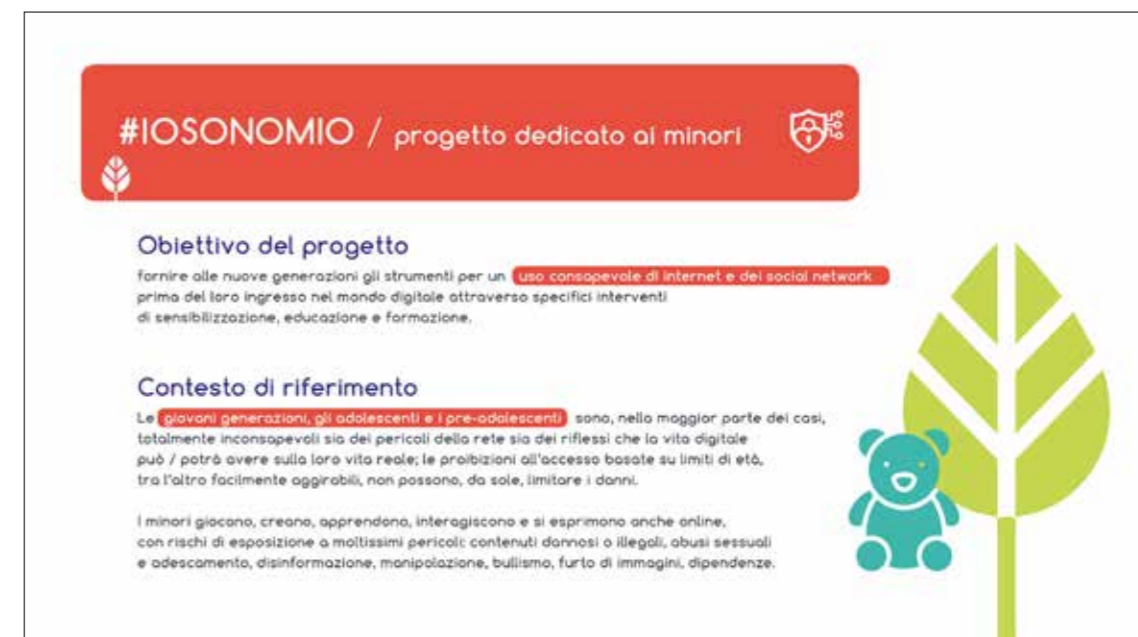 #IOSONOMIO / progetto dedicato ai minori
Obiettivo del progetto
fornire alle nuove generazioni gli strumenti per un uso consapevole di internet e dei social network
prima del loro ingresso nel mondo digitale attraverso specifici interventi
di sensibilizzazione, educazione e formazione.
Contesto di riferimento
Le giovani generazioni, gli adolescenti e i pre-adolescenti sono, nella maggior parte dei casi,
totalmente inconsapevoli sia dei pericoli della rete sia dei riflessi che la vita digitale
può / potrà avere sulla loro vita reale; le proibizioni all'accesso basate su limiti di età,
tra l'altro facilmente aggirabili, non possono, da sole, limitare i danni.
I minori giocano, creano, apprendono, interagiscono e si esprimono anche online,
con rischi di esposizione a moltissimi pericoli: contenuti dannosi o illegali, abusi sessuali
e adescamento, disinformazione, manipolazione, bullismo, furto di immagini, dipendenze.